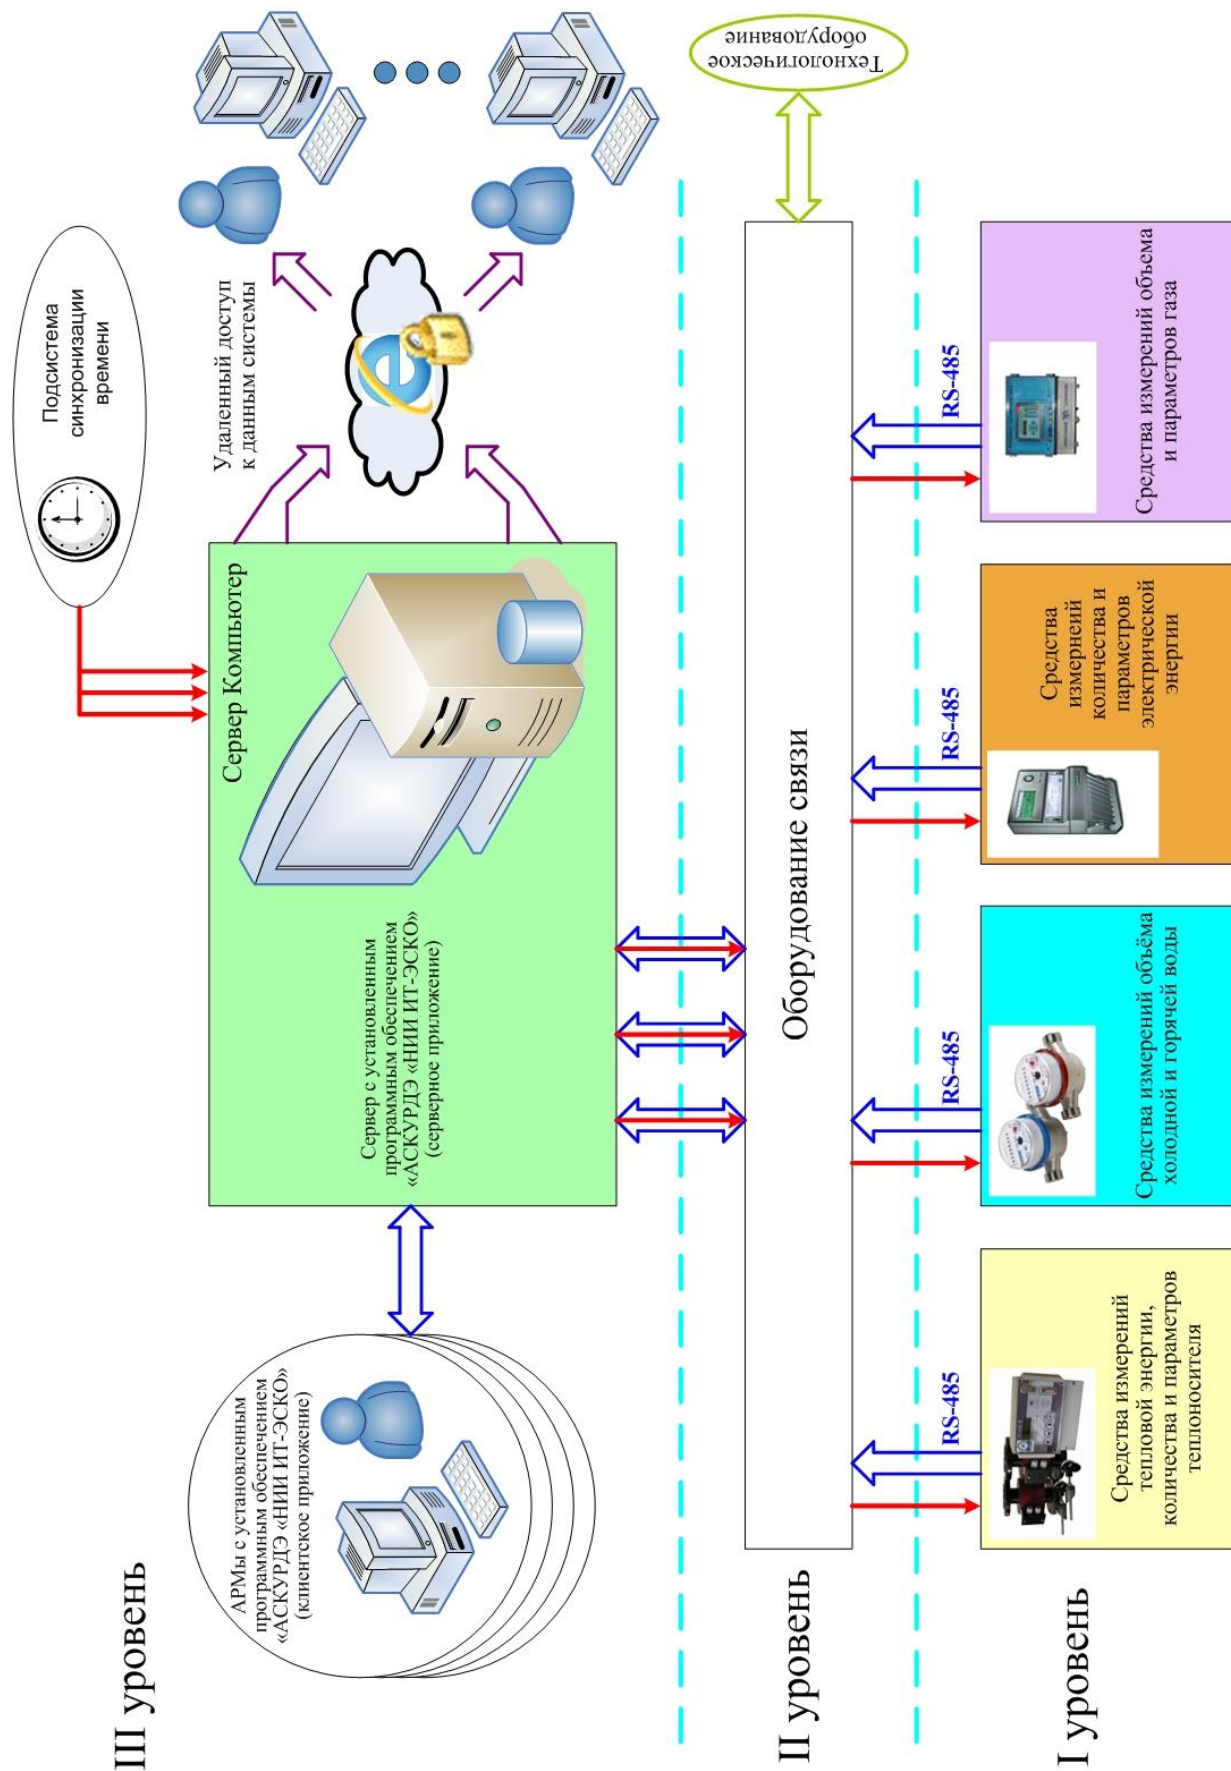 III уровень
АРМы с установленным
программным обеспечением
«АСКУРДЭ «НИИ ИТ-ЭСКО»
(клиентское приложение)
Сервер с установленным
программным обеспечением
«АСКУРДЭ «НИИ ИТ-ЭСКО»
(серверное приложение)
Сервер Компьютер
Подсистема
синхронизации
времени
Удаленный доступ
к данным системы
II уровень
Оборудование связи
Технологическое
оборудование
I уровень
RS-485
RS-485
RS-485
RS-485
Средства измерений
тепловой энергии,
количества и параметров
теплоносителя
Средства измерений объёма
холодной и горячей воды
Средства
измернеий
количества и
параметров
электрической
энергии
Средства измерений объема
и параметров газа